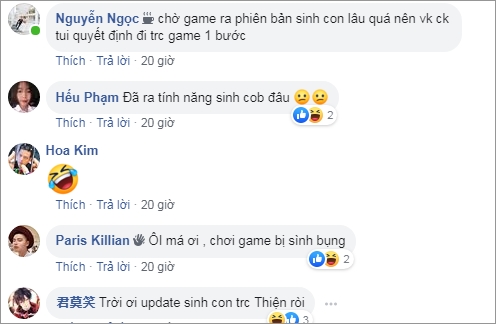 Nguyễn Ngọc ☕ chờ game ra phiên bản sinh con lâu quá nên vk ck
tui quyết định đi trc game 1 bước
Thích · Trả lời · 20 giờ
Hếu Phạm Đã ra tính năng sinh cob đâu 😕 😕
2
Thích · Trả lời · 20 giờ
Hoa Kim
🤣
Thích · Trả lời · 20 giờ
Paris Killian 👋 Ôl má ơi , chơi game bị sình bụng
2
Thích · Trả lời · 20 giờ
君莫笑 Trời ơi update sinh con trc Thiện rồi
3